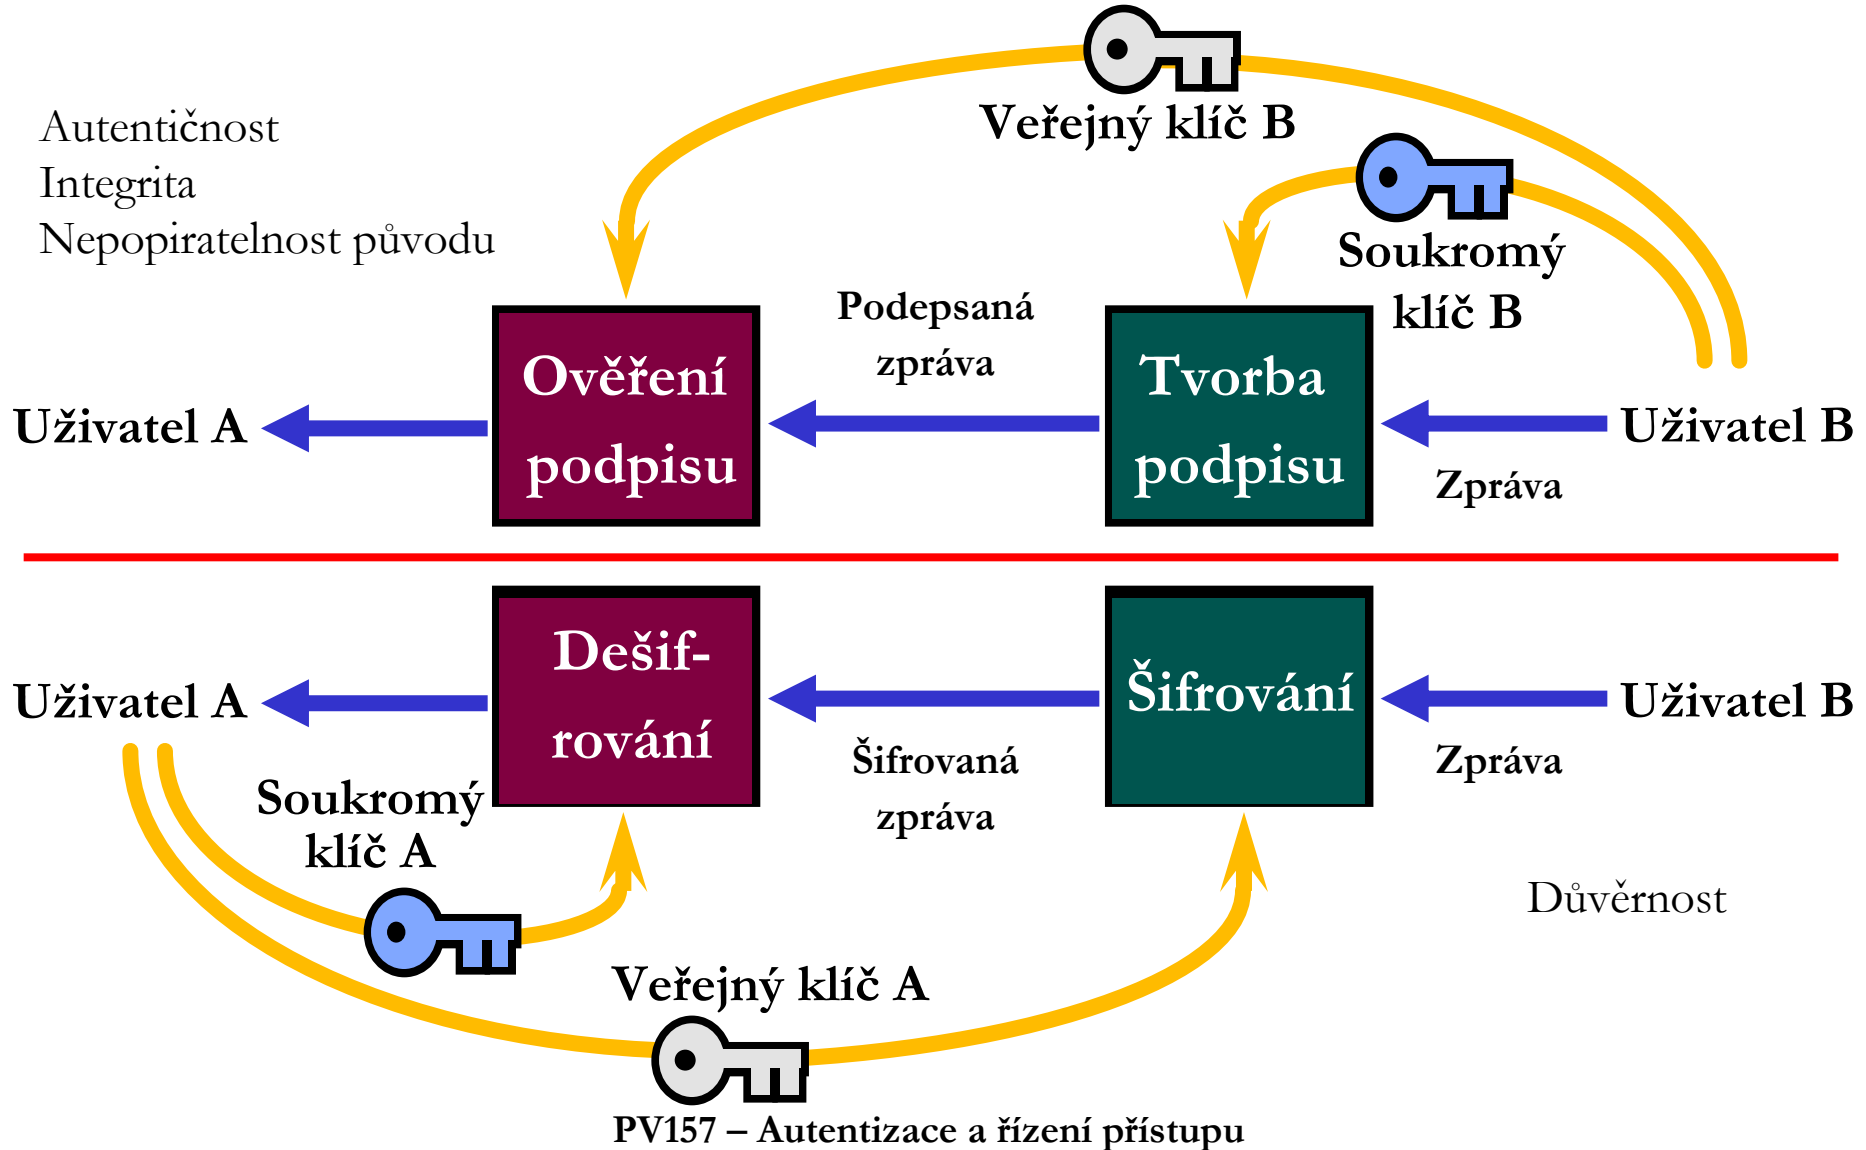 Veřejný klíč B
Autentičnost
Integrita
Nepopiratelnost původu
Soukromý
klíč B
Podepsaná
zpráva
Ověření
podpisu
Tvorba
podpisu
Uživatel A
Uživatel B
Zpráva
Dešif-
rování
Šifrování
Uživatel A
Uživatel B
Šifrovaná
zpráva
Zpráva
Soukromý
klíč A
Důvěrnost
Veřejný klíč A
PV157 – Autentizace a řízení přístupu